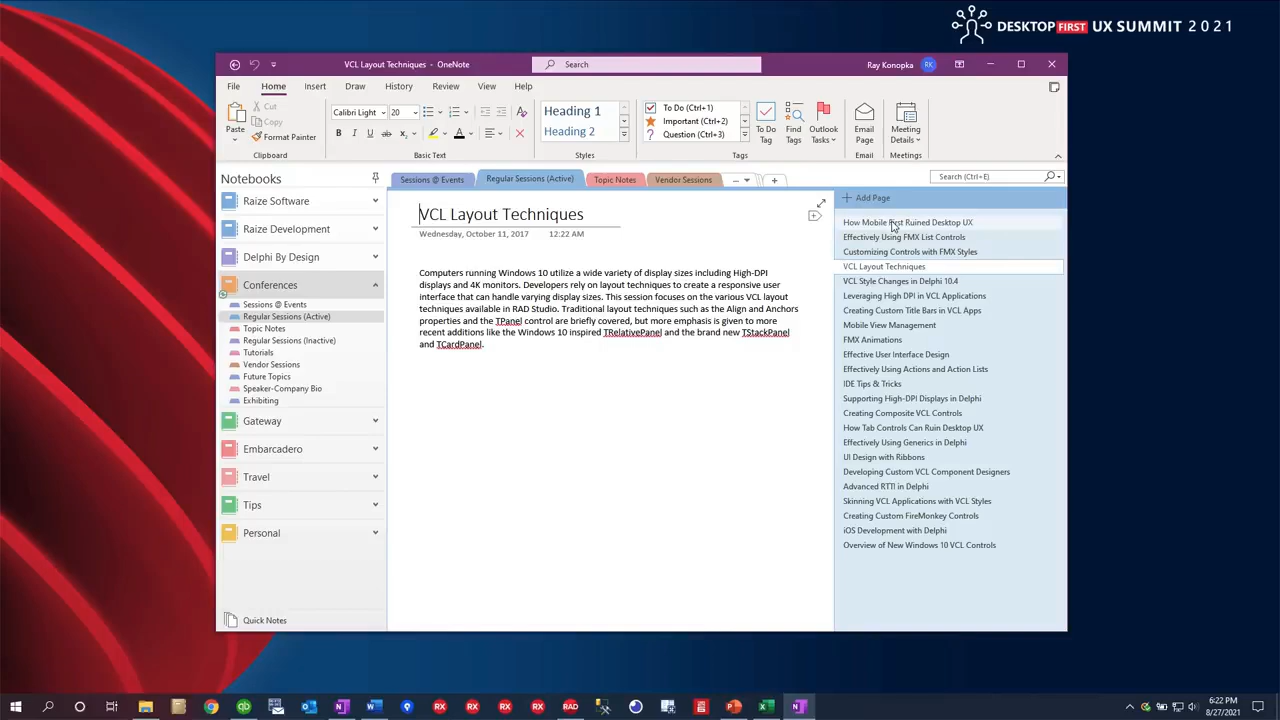 DESKTOP FIRST UX SUMMIT 2021
VCL Layout Techniques - OneNote
Search
Ray Konopka
RK
File
Home
Insert
Draw
History
Review
View
Help
Paste
Cut
Copy
Format Painter
Clipboard
Calibri Light
20
Basic Text
Heading 1
Heading 2
Styles
To Do (Ctrl+1)
Important (Ctrl+2)
Question (Ctrl+3)
To Do Tag
Find Tags
Outlook Tasks
Tags
Email Page
Email
Meeting Details
Meetings
Notebooks
Raize Software
Raize Development
Delphi By Design
Conferences
Sessions @ Events
Regular Sessions (Active)
Topic Notes
Regular Sessions (Inactive)
Tutorials
Vendor Sessions
Future Topics
Speaker-Company Bio
Exhibiting
Gateway
Embarcadero
Travel
Tips
Personal
Quick Notes
Sessions @ Events
Regular Sessions (Active)
Topic Notes
Vendor Sessions
Search (Ctrl+E)
VCL Layout Techniques
Wednesday, October 11, 2017 12:22 AM
Computers running Windows 10 utilize a wide variety of display sizes including High-DPI
displays and 4K monitors. Developers rely on layout techniques to create a responsive user
interface that can handle varying display sizes. This session focuses on the various VCL layout
techniques available in RAD Studio. Traditional layout techniques such as the Align and Anchors
properties and the TPanel control are briefly covered, but more emphasis is given to more
recent additions like the Windows 10 inspired TRelativePanel and the brand new TStackPanel
and TCardPanel.
Add Page
How Mobile First Ruined Desktop UX
Effectively Using FMX List Controls
Customizing Controls with FMX Styles
VCL Layout Techniques
VCL Style Changes in Delphi 10.4
Leveraging High DPI in VCL Applications
Creating Custom Title Bars in VCL Apps
Mobile View Management
FMX Animations
Effective User Interface Design
Effectively Using Actions and Action Lists
IDE Tips & Tricks
Supporting High-DPI Displays in Delphi
Creating Composite VCL Controls
How Tab Controls Can Ruin Desktop UX
Effectively Using Generics in Delphi
UI Design with Ribbons
Developing Custom VCL Component Designers
Advanced RTTI in Delphi
Skinning VCL Applications with VCL Styles
Creating Custom FireMonkey Controls
iOS Development with Delphi
Overview of New Windows 10 VCL Controls
6:22 PM
8/27/2021